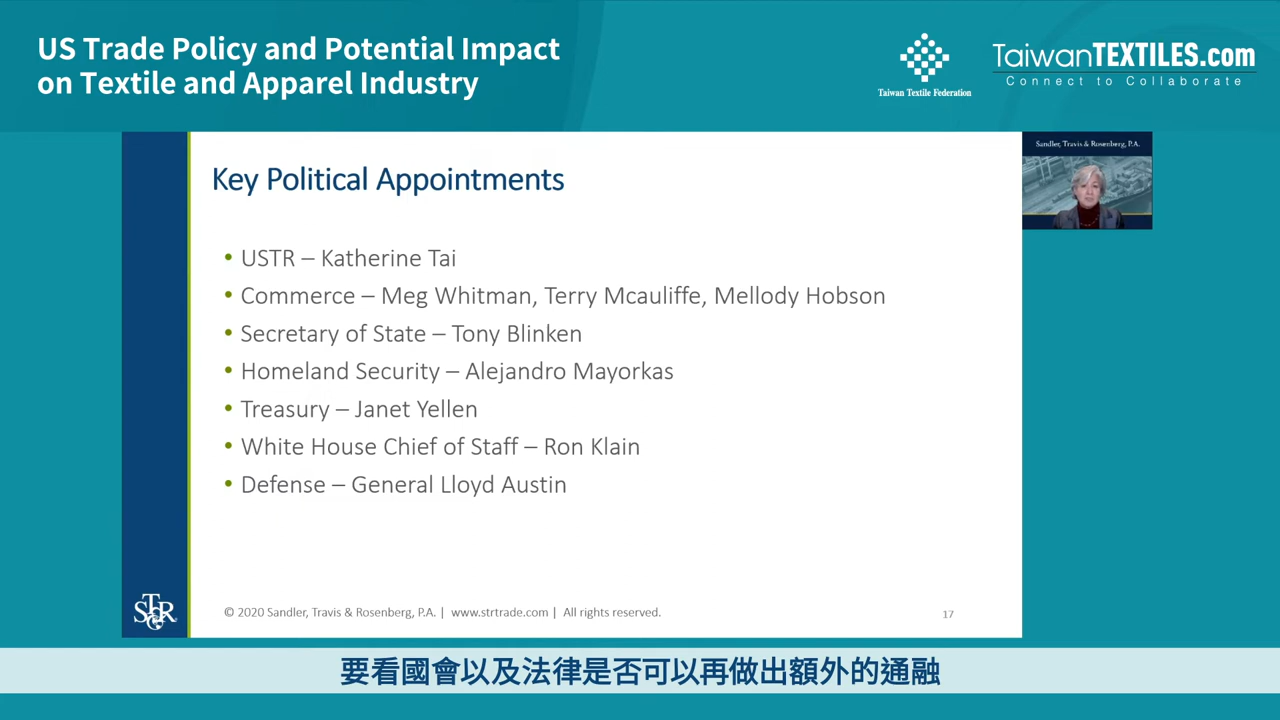 US Trade Policy and Potential Impact
on Textile and Apparel Industry
Taiwan Textile Federation
TaiwanTEXTILES.com
Connect to Collaborate
Sandler, Travis & Rosenberg, P.A.
Key Political Appointments
• USTR – Katherine Tai
• Commerce – Meg Whitman, Terry Mcauliffe, Mellody Hobson
• Secretary of State – Tony Blinken
• Homeland Security – Alejandro Mayorkas
• Treasury – Janet Yellen
• White House Chief of Staff – Ron Klain
• Defense – General Lloyd Austin
ST&R
© 2020 Sandler, Travis & Rosenberg, P.A. | www.strtrade.com | All rights reserved.
17
要看國會以及法律是否可以再做出額外的通融